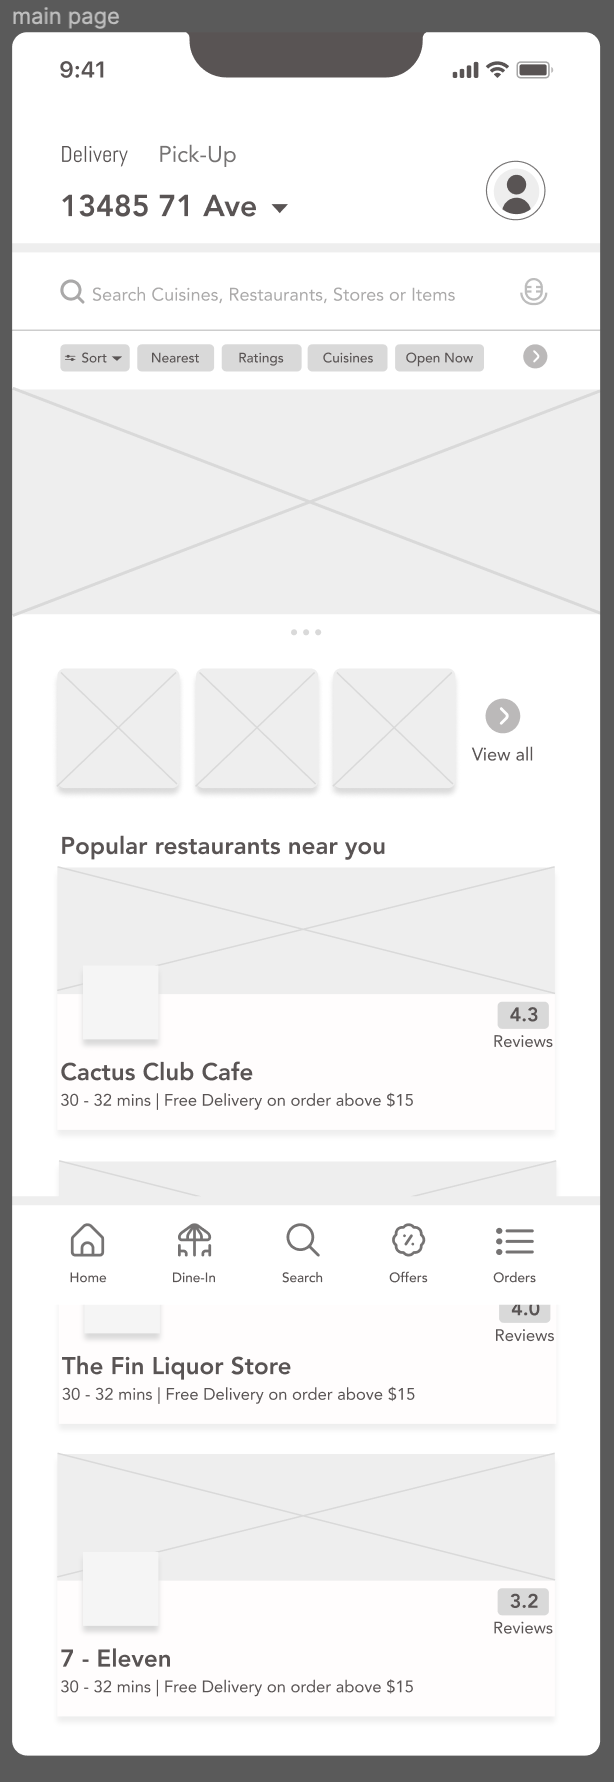 main page
9:41
Delivery Pick-Up
13485 71 Ave
Search Cuisines, Restaurants, Stores or Items
Sort Nearest Ratings Cuisines Open Now
View all
Popular restaurants near you
4.3
Reviews
Cactus Club Cafe
30 - 32 mins | Free Delivery on order above $15
Home Dine-In Search Offers Orders
4.0
Reviews
The Fin Liquor Store
30 - 32 mins | Free Delivery on order above $15
3.2
Reviews
7 - Eleven
30 - 32 mins | Free Delivery on order above $15